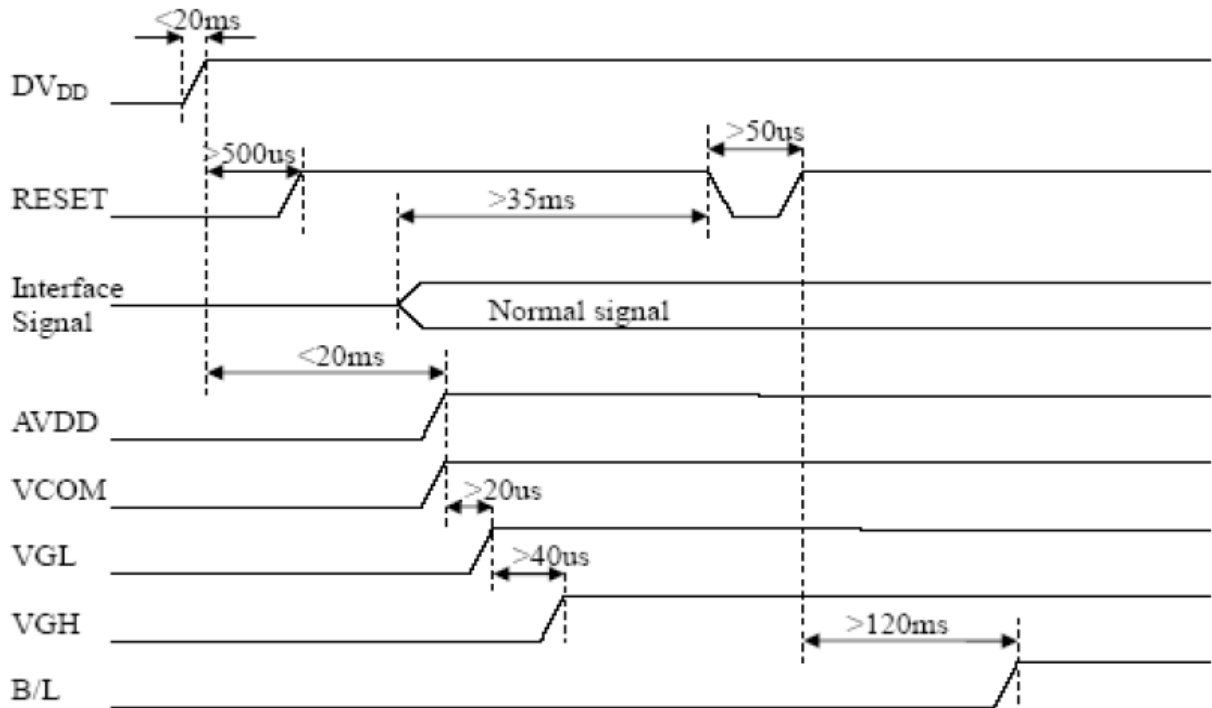 <20ms
DVDD
>50us
>500us
RESET
>35ms
Interface
Signal
Normal signal
<20ms
AVDD
VCOM
>20us
VGL
>40us
VGH
>120ms
B/L